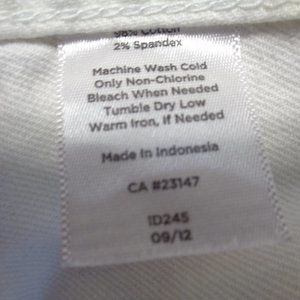 98% Cotton
2% Spandex
Machine Wash Cold
Only Non-Chlorine
Bleach When Needed
Tumble Dry Low
Warm Iron, If Needed
Made in Indonesia
CA #23147
ID245
09/12